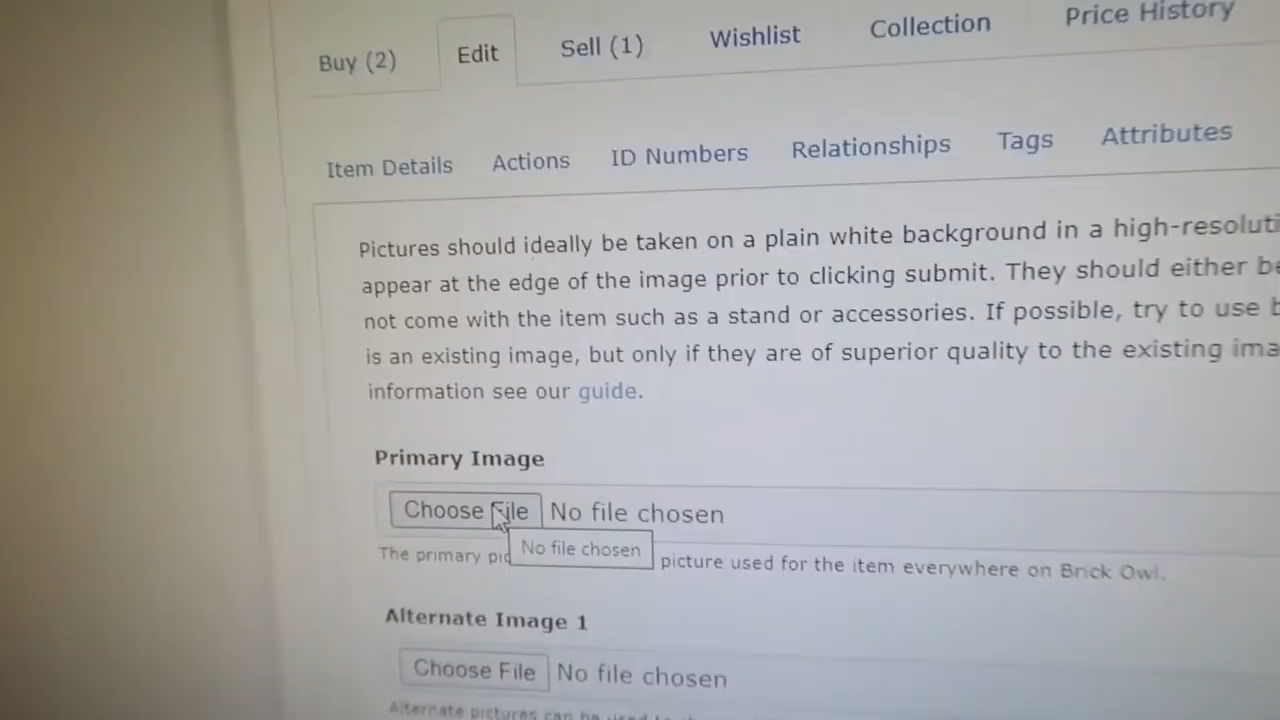 Buy (2) Edit Sell (1) Wishlist Collection Price History
Item Details Actions ID Numbers Relationships Tags Attributes
Pictures should ideally be taken on a plain white background in a
appear at the edge of the image prior to clicking submit. They should either
not come with the item such as a stand or accessories. If possible, try to use
is an existing image, but only if they are of superior quality to the existing
information see our guide.
Primary Image
Choose File No file chosen
No file chosen
The primary picture used for the item everywhere on Brick Owl.
Alternate Image 1
Choose File No file chosen
Alternate pictures can be used to